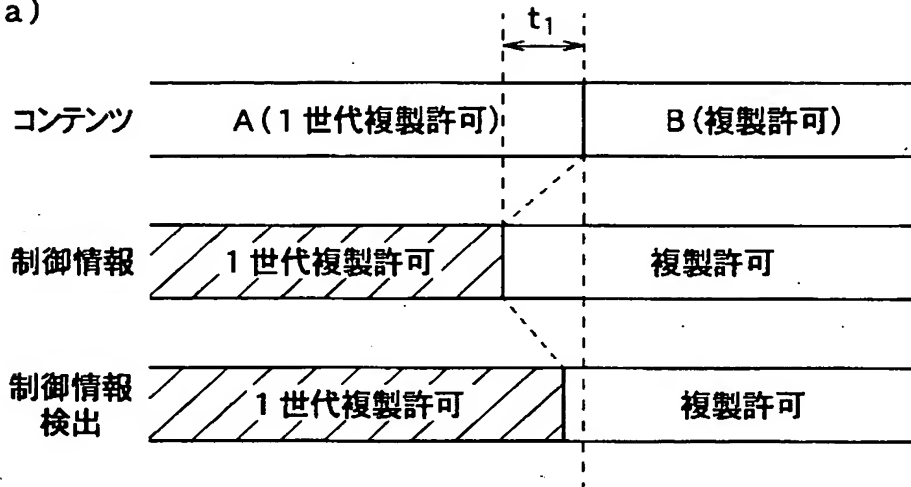 a)
t1
コンテンツ
A(1世代複製許可)
B(複製許可)
制御情報
1世代複製許可
複製許可
制御情報
検出
1世代複製許可
複製許可